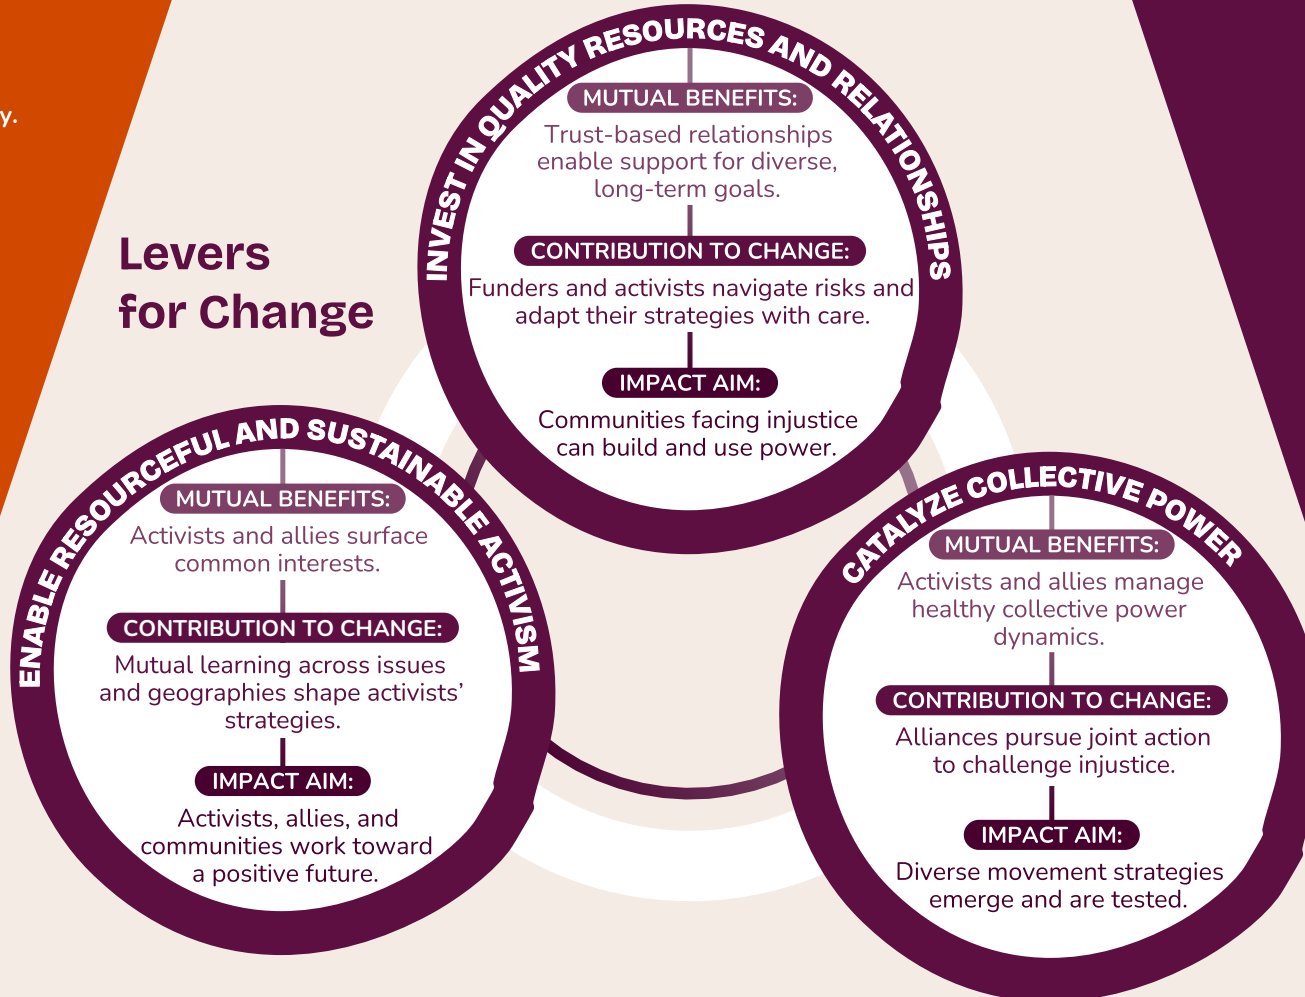 y.
Levers
for Change
INVEST IN QUALITY RESOURCES AND RELATIONSHIPS
MUTUAL BENEFITS:
Trust-based relationships
enable support for diverse,
long-term goals.
CONTRIBUTION TO CHANGE:
Funders and activists navigate risks and
adapt their strategies with care.
IMPACT AIM:
Communities facing injustice
can build and use power.
ENABLE RESOURCEFUL AND SUSTAINABLE ACTIVISM
MUTUAL BENEFITS:
Activists and allies surface
common interests.
CONTRIBUTION TO CHANGE:
Mutual learning across issues
and geographies shape activists’
strategies.
IMPACT AIM:
Activists, allies, and
communities work toward
a positive future.
CATALYZE COLLECTIVE POWER
MUTUAL BENEFITS:
Activists and allies manage
healthy collective power
dynamics.
CONTRIBUTION TO CHANGE:
Alliances pursue joint action
to challenge injustice.
IMPACT AIM:
Diverse movement strategies
emerge and are tested.